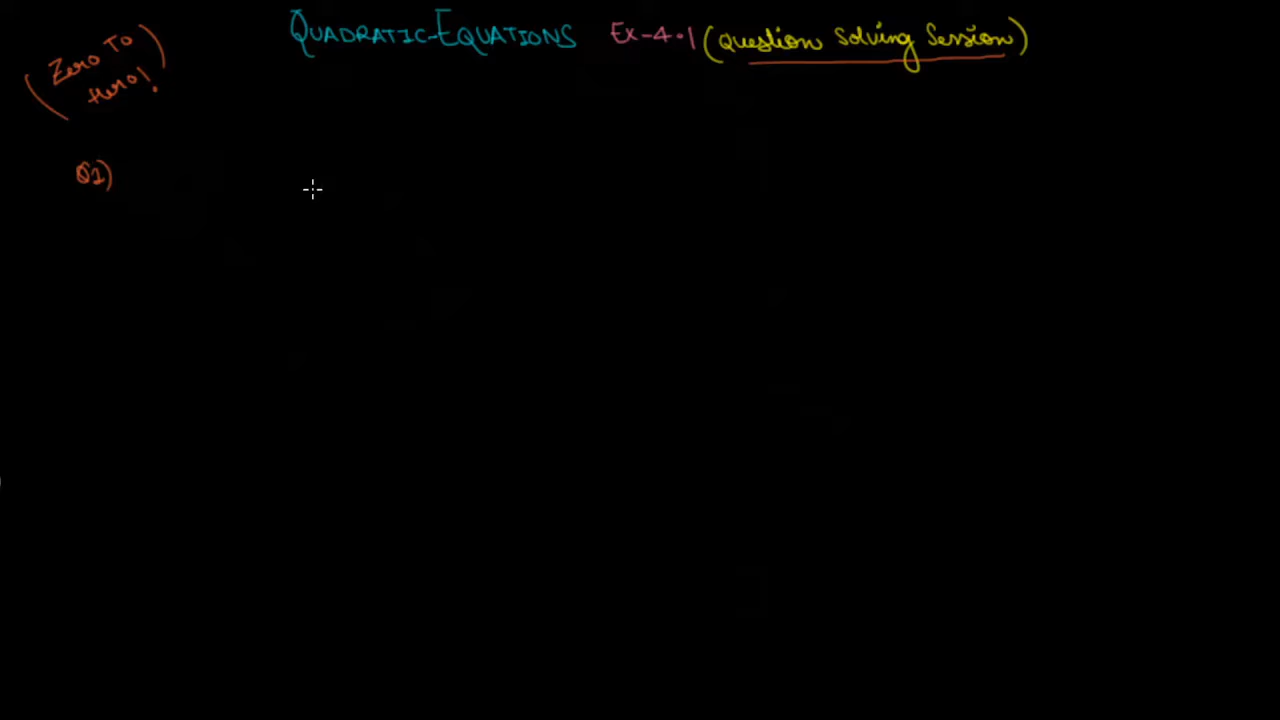 QUADRATIC-EQUATIONS Ex-4.1 (Question Solving Session)
(Zero To
Hero!)
Q1)